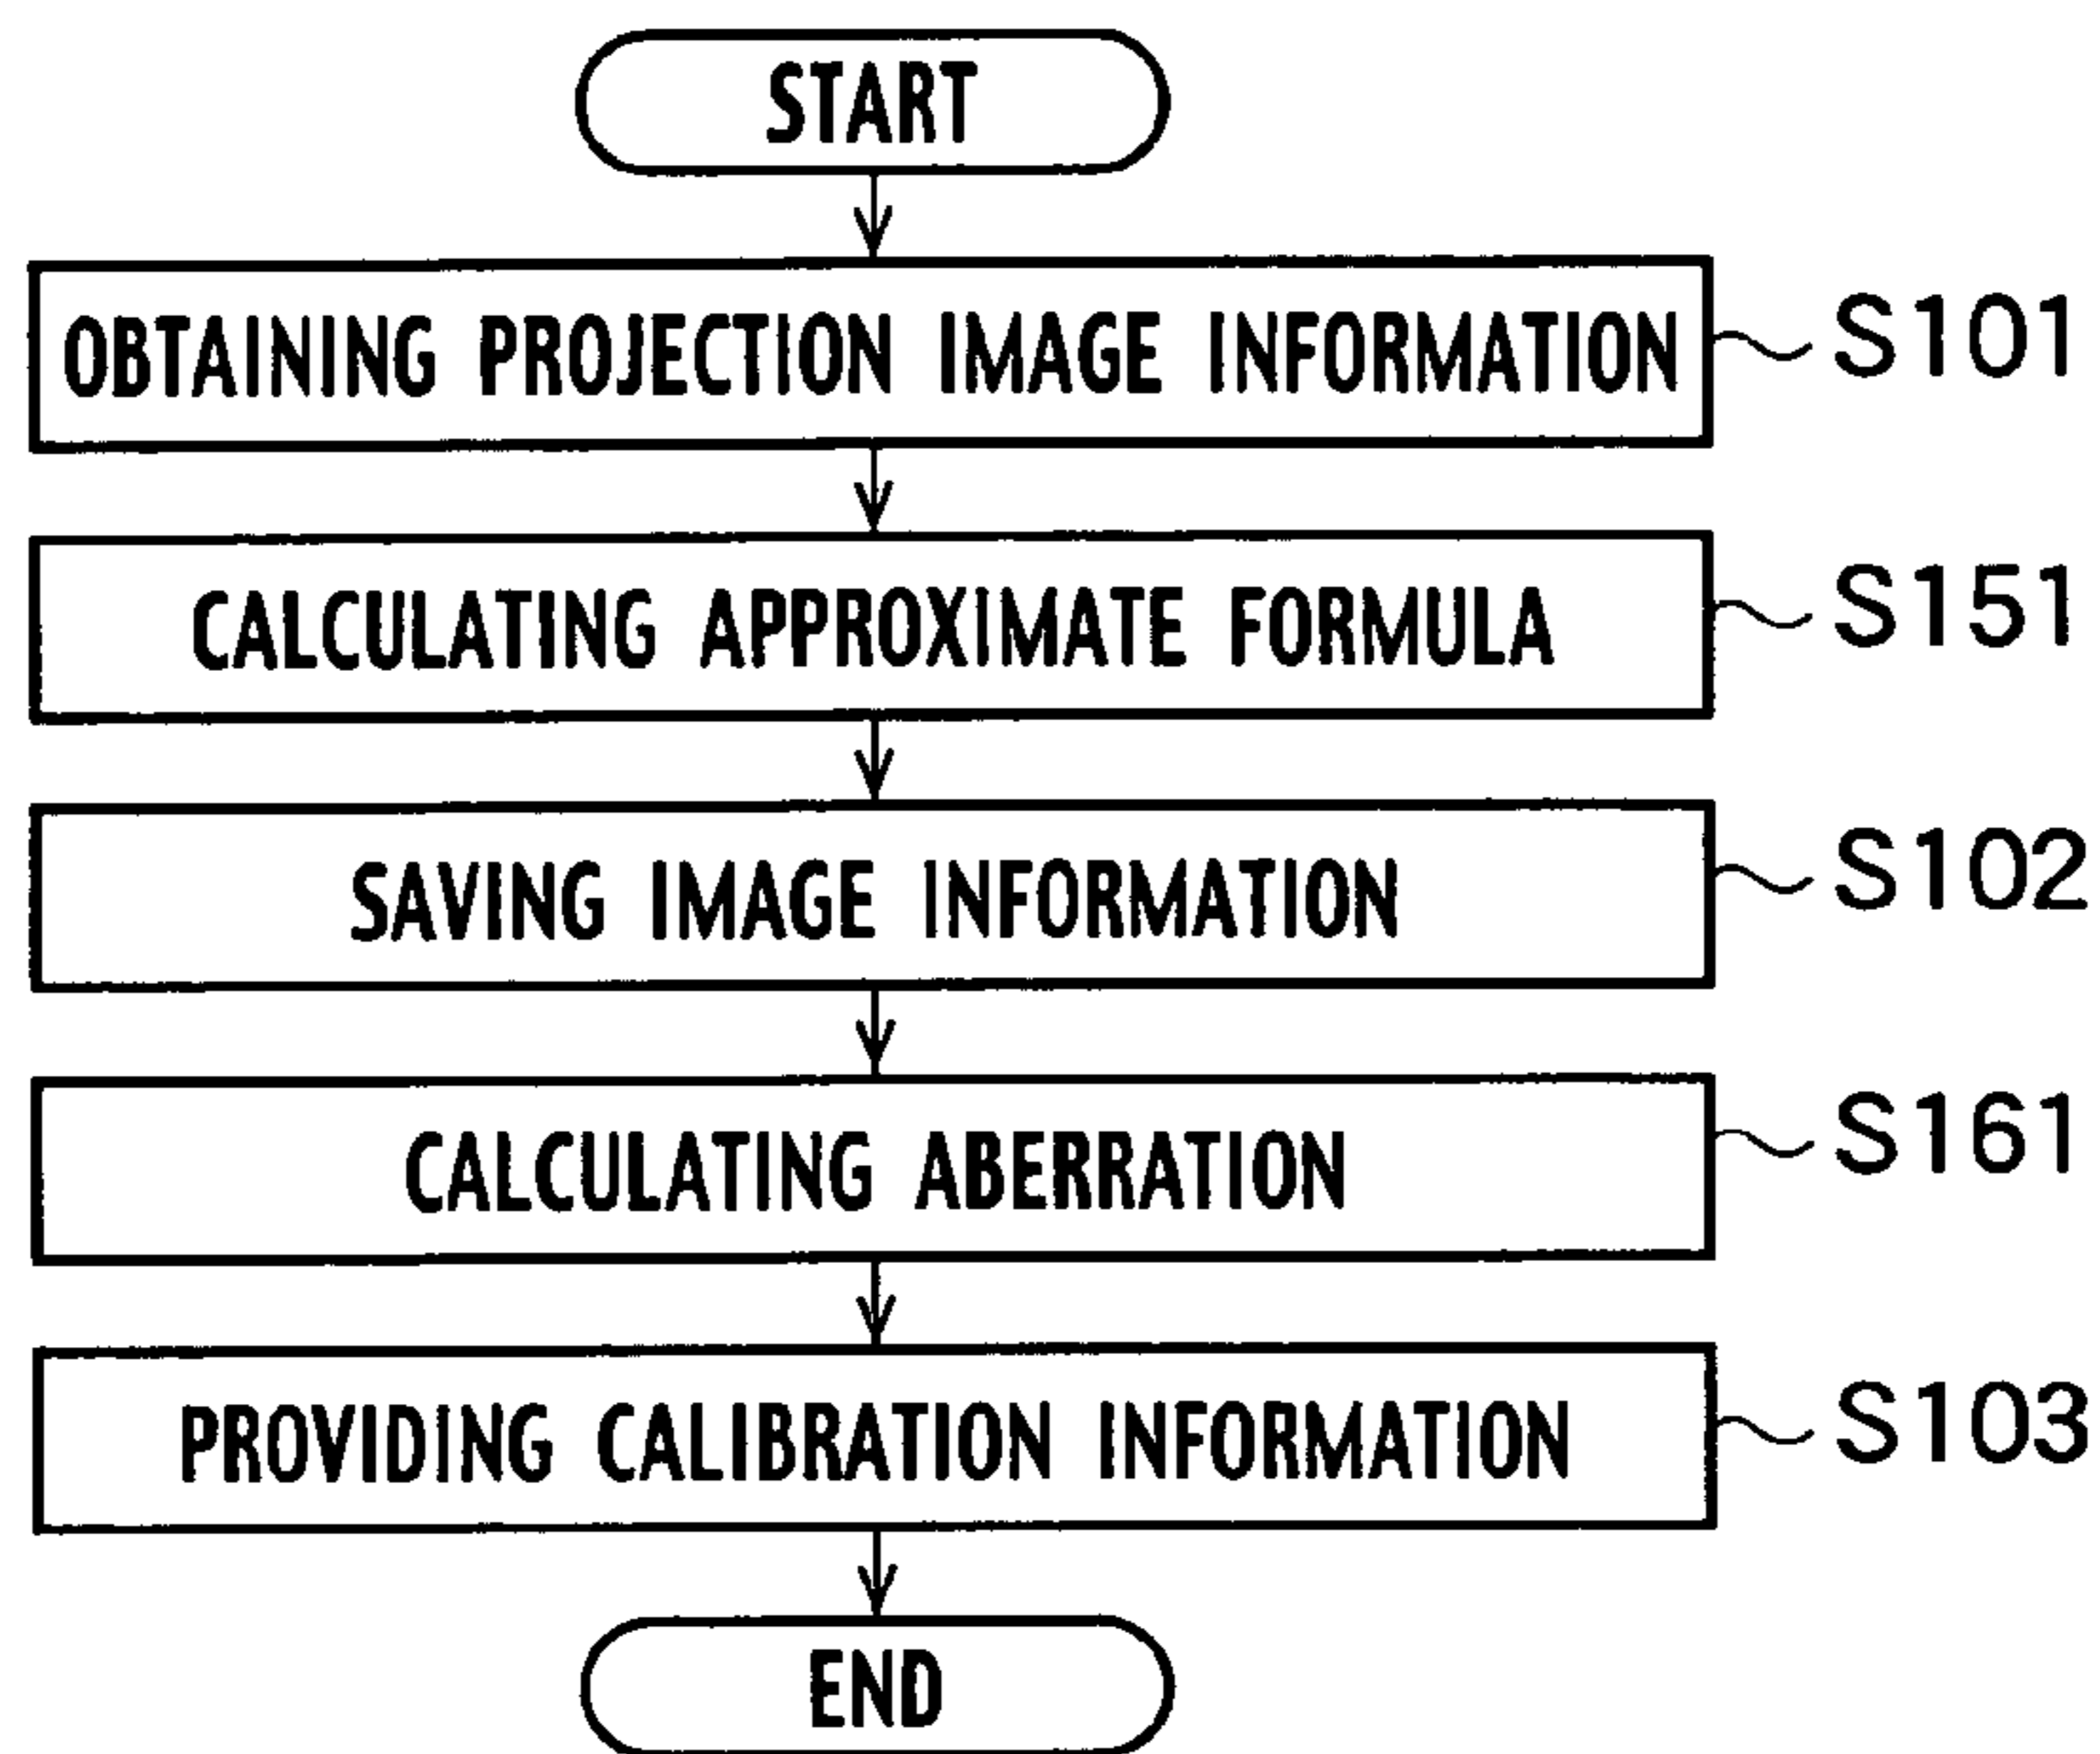 START
OBTAINING PROJECTION IMAGE INFORMATION S101
CALCULATING APPROXIMATE FORMULA S151
SAVING IMAGE INFORMATION S102
CALCULATING ABERRATION S161
PROVIDING CALIBRATION INFORMATION S103
END